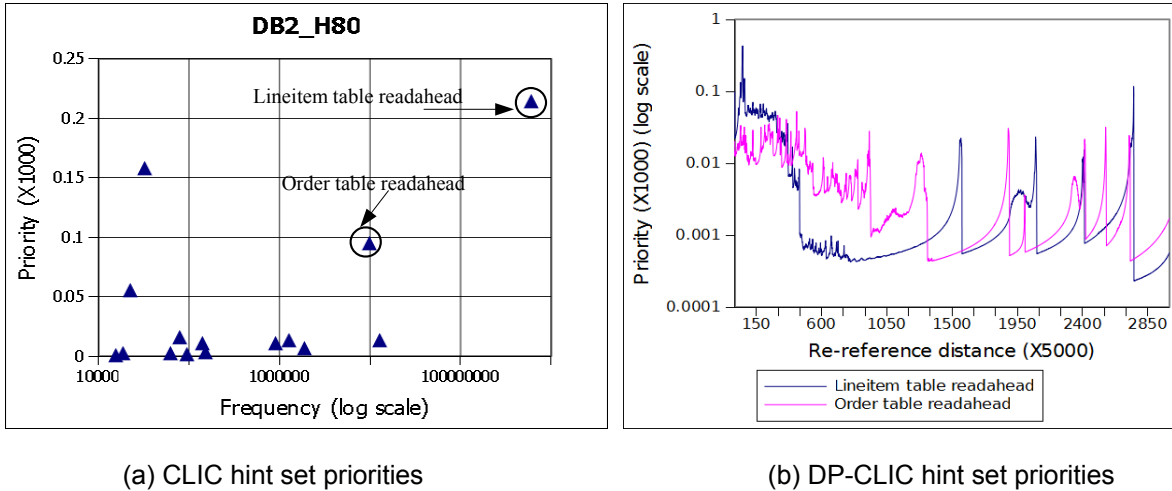 DB2_H80
0.25
0.2
0.15
0.1
0.05
0
Priority (X1000)
Lineitem table readahead
Order table readahead
10000 1000000 100000000
Frequency (log scale)
(a) CLIC hint set priorities
1
0.1
0.01
0.001
0.0001
Priority (X1000) (log scale)
150 600 1050 1500 1950 2400 2850
Re-reference distance (X5000)
Lineitem table readahead
Order table readahead
(b) DP-CLIC hint set priorities